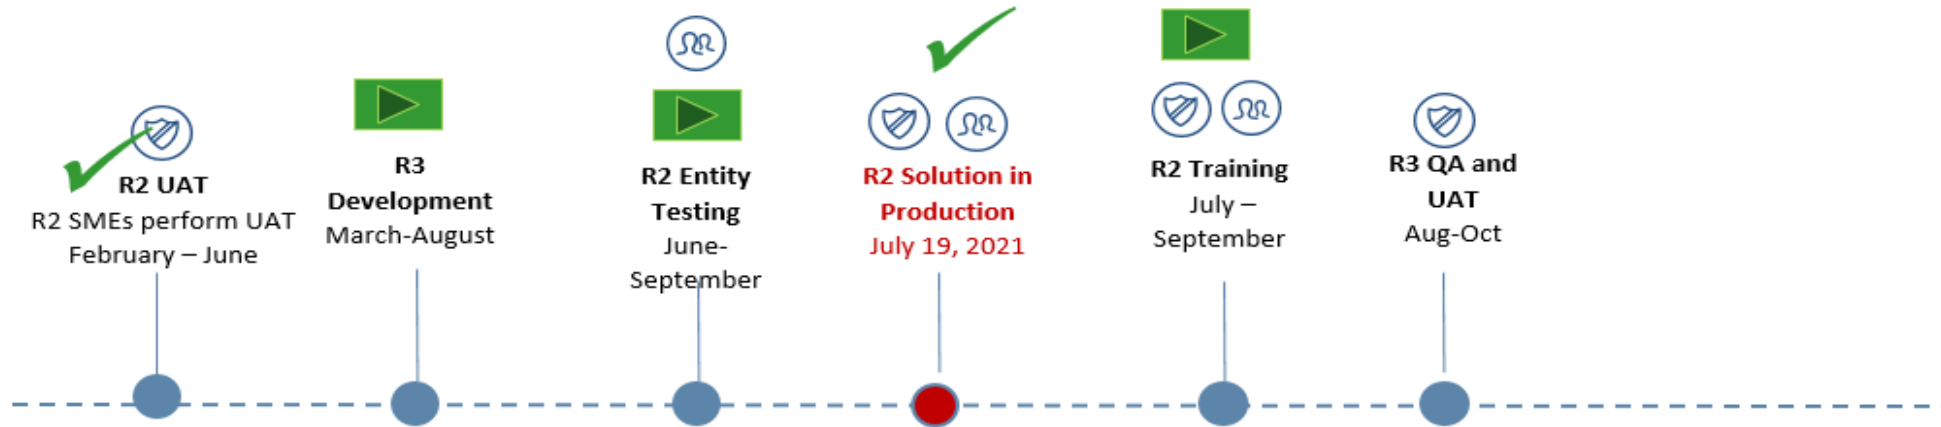 R2 UAT
R2 SMEs perform UAT
February – June
R3
Development
March-August
R2 Entity
Testing
June-
September
R2 Solution in
Production
July 19, 2021
R2 Training
July –
September
R3 QA and
UAT
Aug-Oct